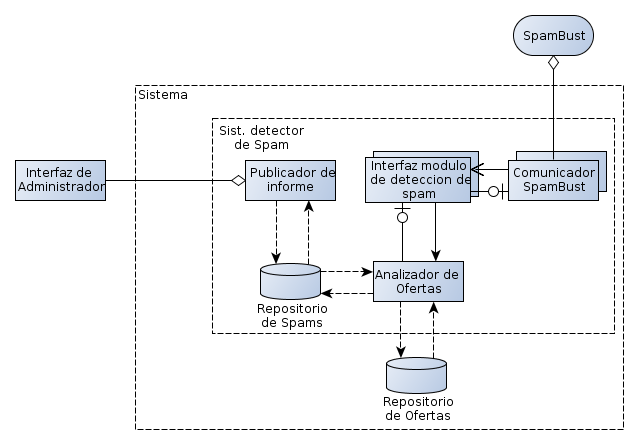 SpamBust
Sistema
Sist. detector
de Spam
Interfaz de
Administrador
Publicador de
informe
Interfaz modulo
de deteccion de
spam
Comunicador
SpamBust
Analizador de
Ofertas
Repositorio
de Spams
Repositorio
de Ofertas